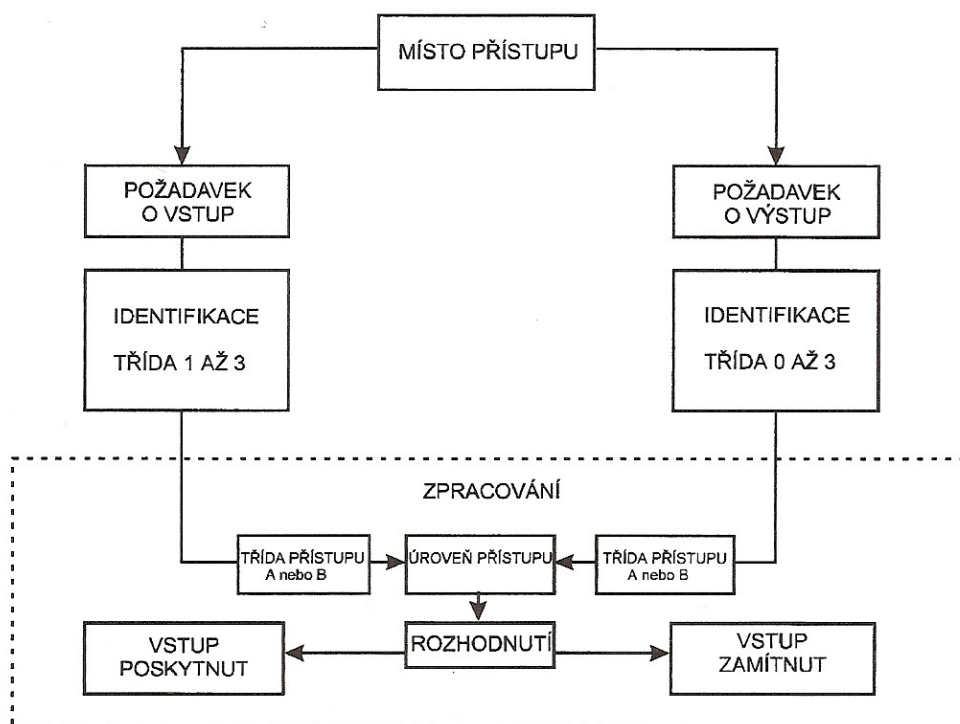 MÍSTO PŘÍSTUPU
POŽADAVEK
O VSTUP
POŽADAVEK
O VÝSTUP
IDENTIFIKACE
TŘÍDA 1 AŽ 3
IDENTIFIKACE
TŘÍDA 0 AŽ 3
ZPRACOVÁNÍ
TŘÍDA PŘÍSTUPU
A nebo B
ÚROVEŇ PŘÍSTUPU
TŘÍDA PŘÍSTUPU
A nebo B
VSTUP
POSKYTNUT
ROZHODNUTÍ
VSTUP
ZAMÍTNUT